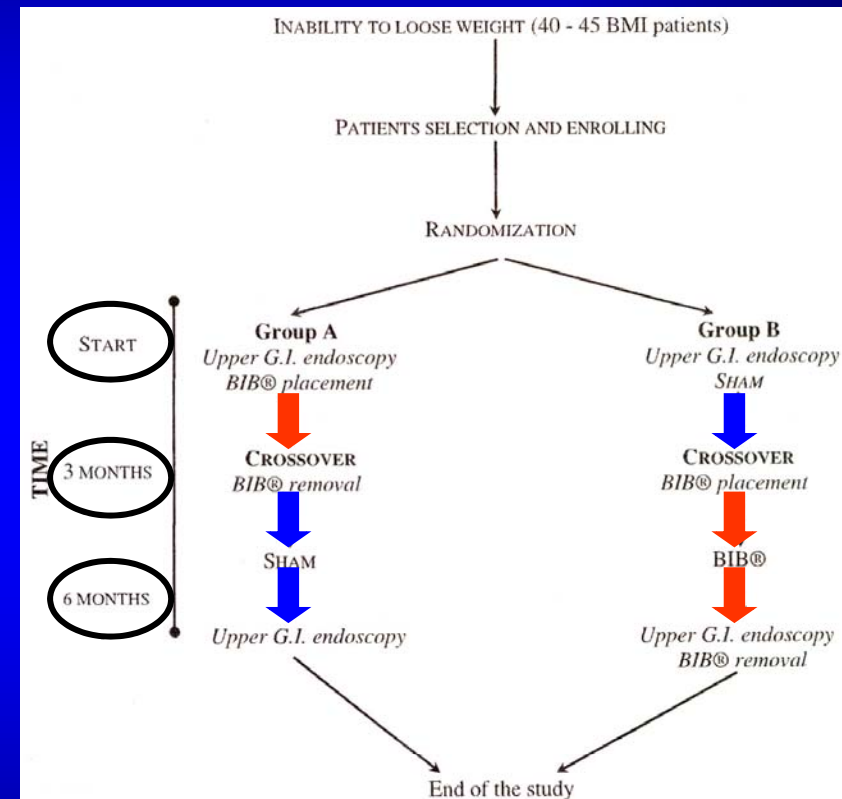 INABILITY TO LOOSE WEIGHT (40 - 45 BMI patients)
PATIENTS SELECTION AND ENROLLING
RANDOMIZATION
TIME
START
3 MONTHS
6 MONTHS
Group A
Upper G.I. endoscopy
BIB® placement
CROSSOVER
BIB® removal
SHAM
Upper G.I. endoscopy
Group B
Upper G.I. endoscopy
SHAM
CROSSOVER
BIB® placement
BIB®
Upper G.I. endoscopy
BIB® removal
End of the study